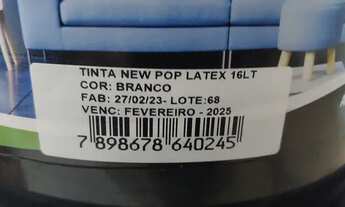 TINTA NEW POP LATEX 16LT
COR: BRANCO
FAB: 27/02/23- LOTE:68
VENC: FEVEREIRO - 2025
7 898678 640245